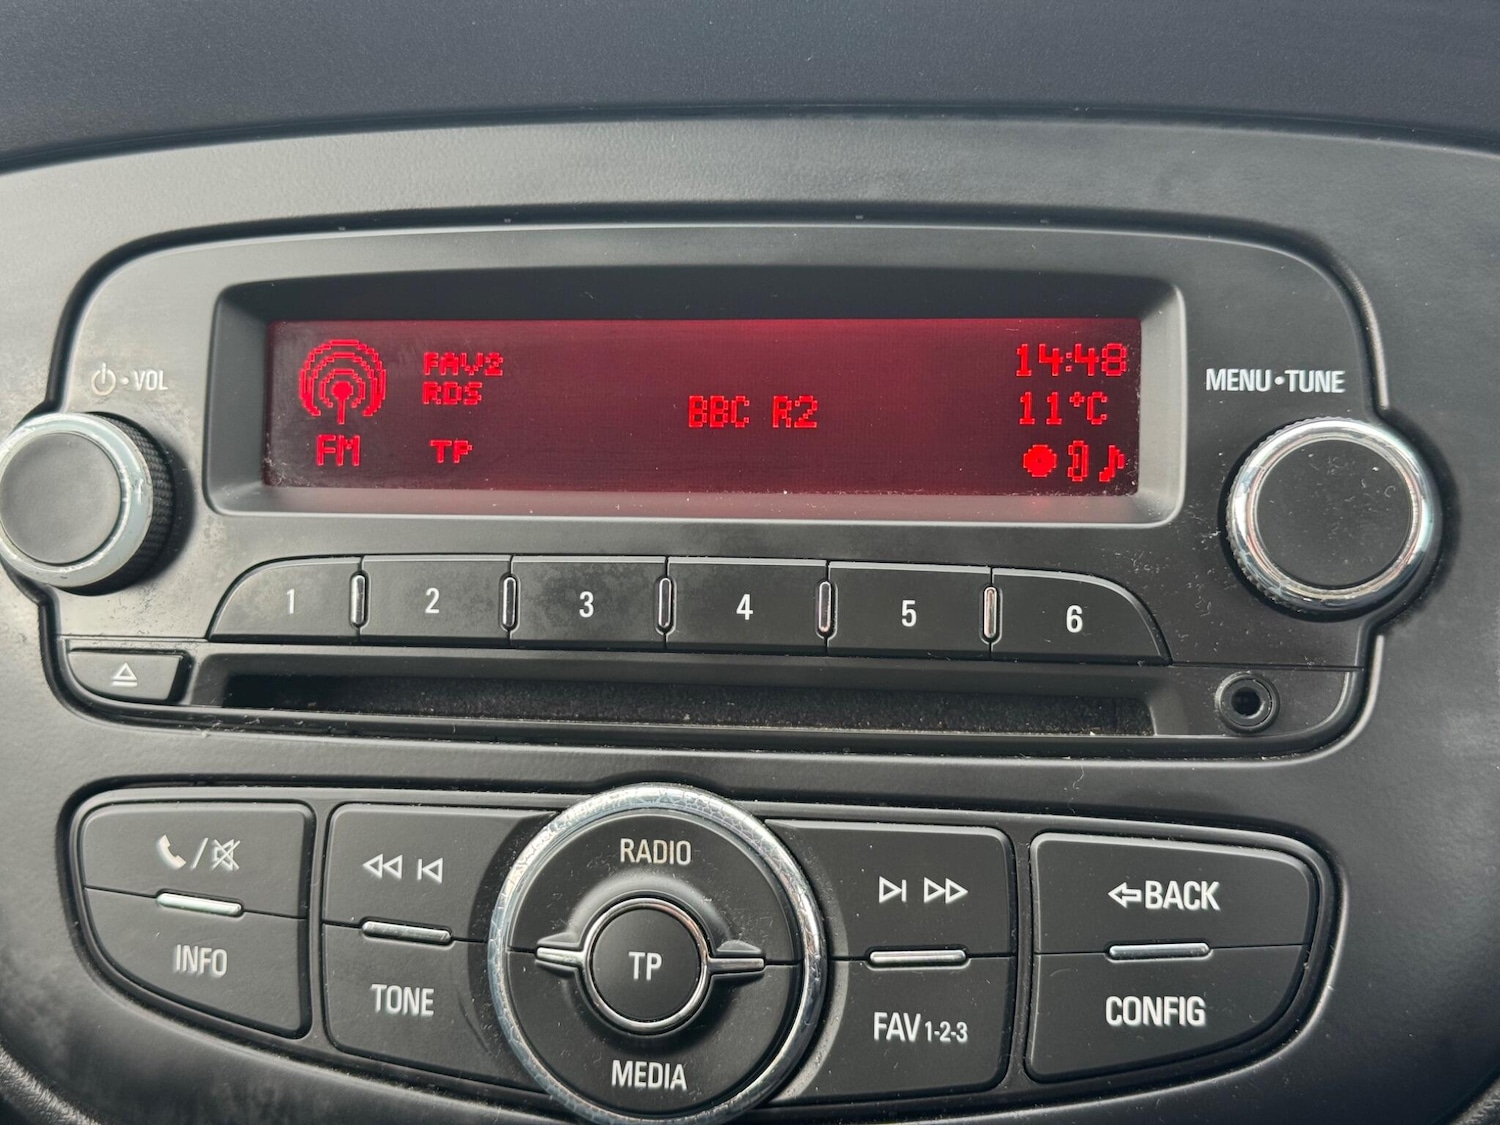 VOL
FAV2
RDS
FM
TP
BBC R2
14:48
11°C
MENU•TUNE
1
2
3
4
5
6
RADIO
TP
MEDIA
INFO
TONE
FAV 1-2-3
BACK
CONFIG